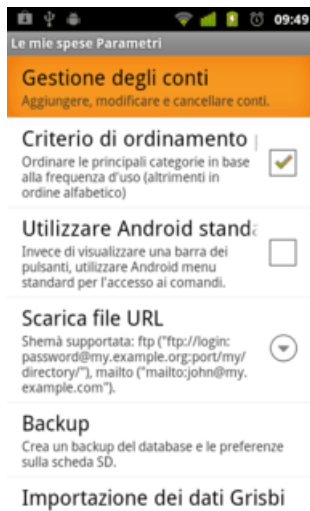 09:49
Le mie spese Parametri
Gestione degli conti
Aggiungere, modificare e cancellare conti.
Criterio di ordinamento
Ordinare le principali categorie in base
alla frequenza d'uso (altrimenti in
ordine alfabetico)
Utilizzare Android standa
Invece di visualizzare una barra dei
pulsanti, utilizzare Android menu
standard per l'accesso ai comandi.
Scarica file URL
Shemà supportata: ftp ("ftp://login:
password@my.example.org:port/my/
directory/"), mailto ("mailto:john@my.
example.com").
Backup
Crea un backup del database e le preferenze
sulla scheda SD.
Importazione dei dati Grisbi